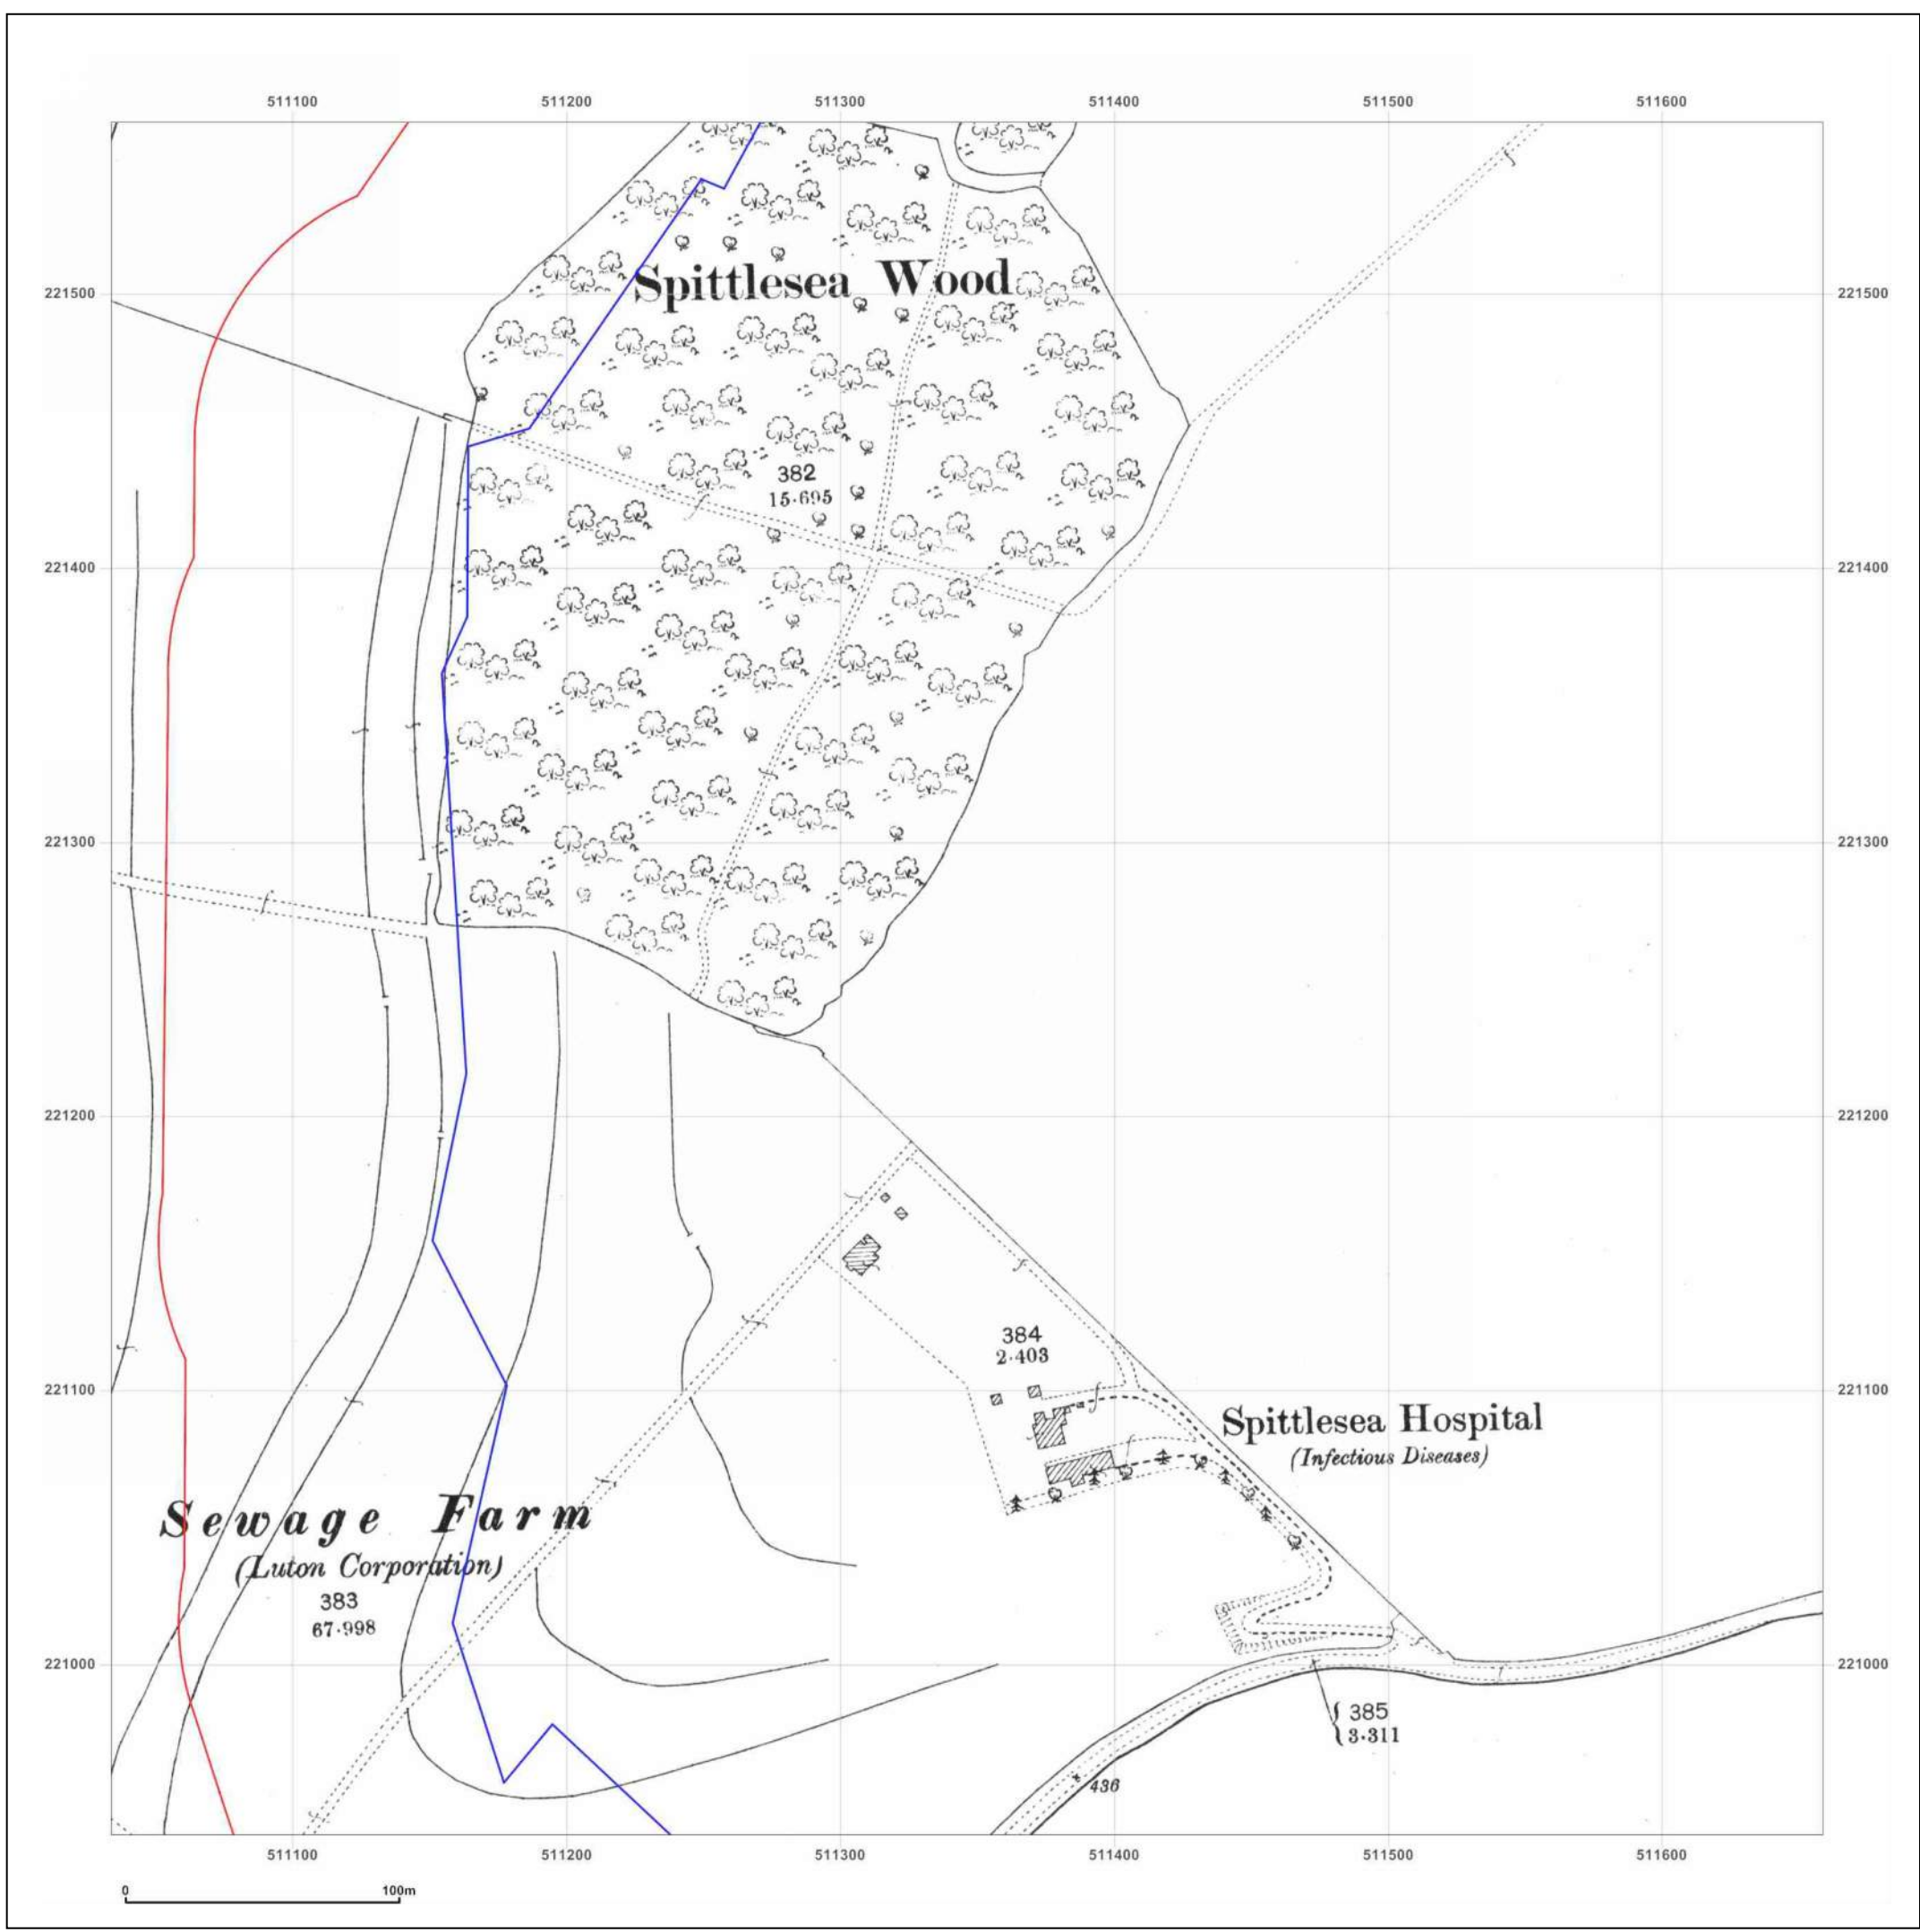 511100 511200 511300 511400 511500 511600
Spittlesea Wood
221500 221500
382
15·695
221400 221400
221300 221300
221200 221200
384
2·403
221100 221100
Spittlesea Hospital
(Infectious Diseases)
Sewage Farm
(Luton Corporation)
383
67·998
221000 221000
385
3·311
436
511100 511200 511300 511400 511500 511600
0 100m